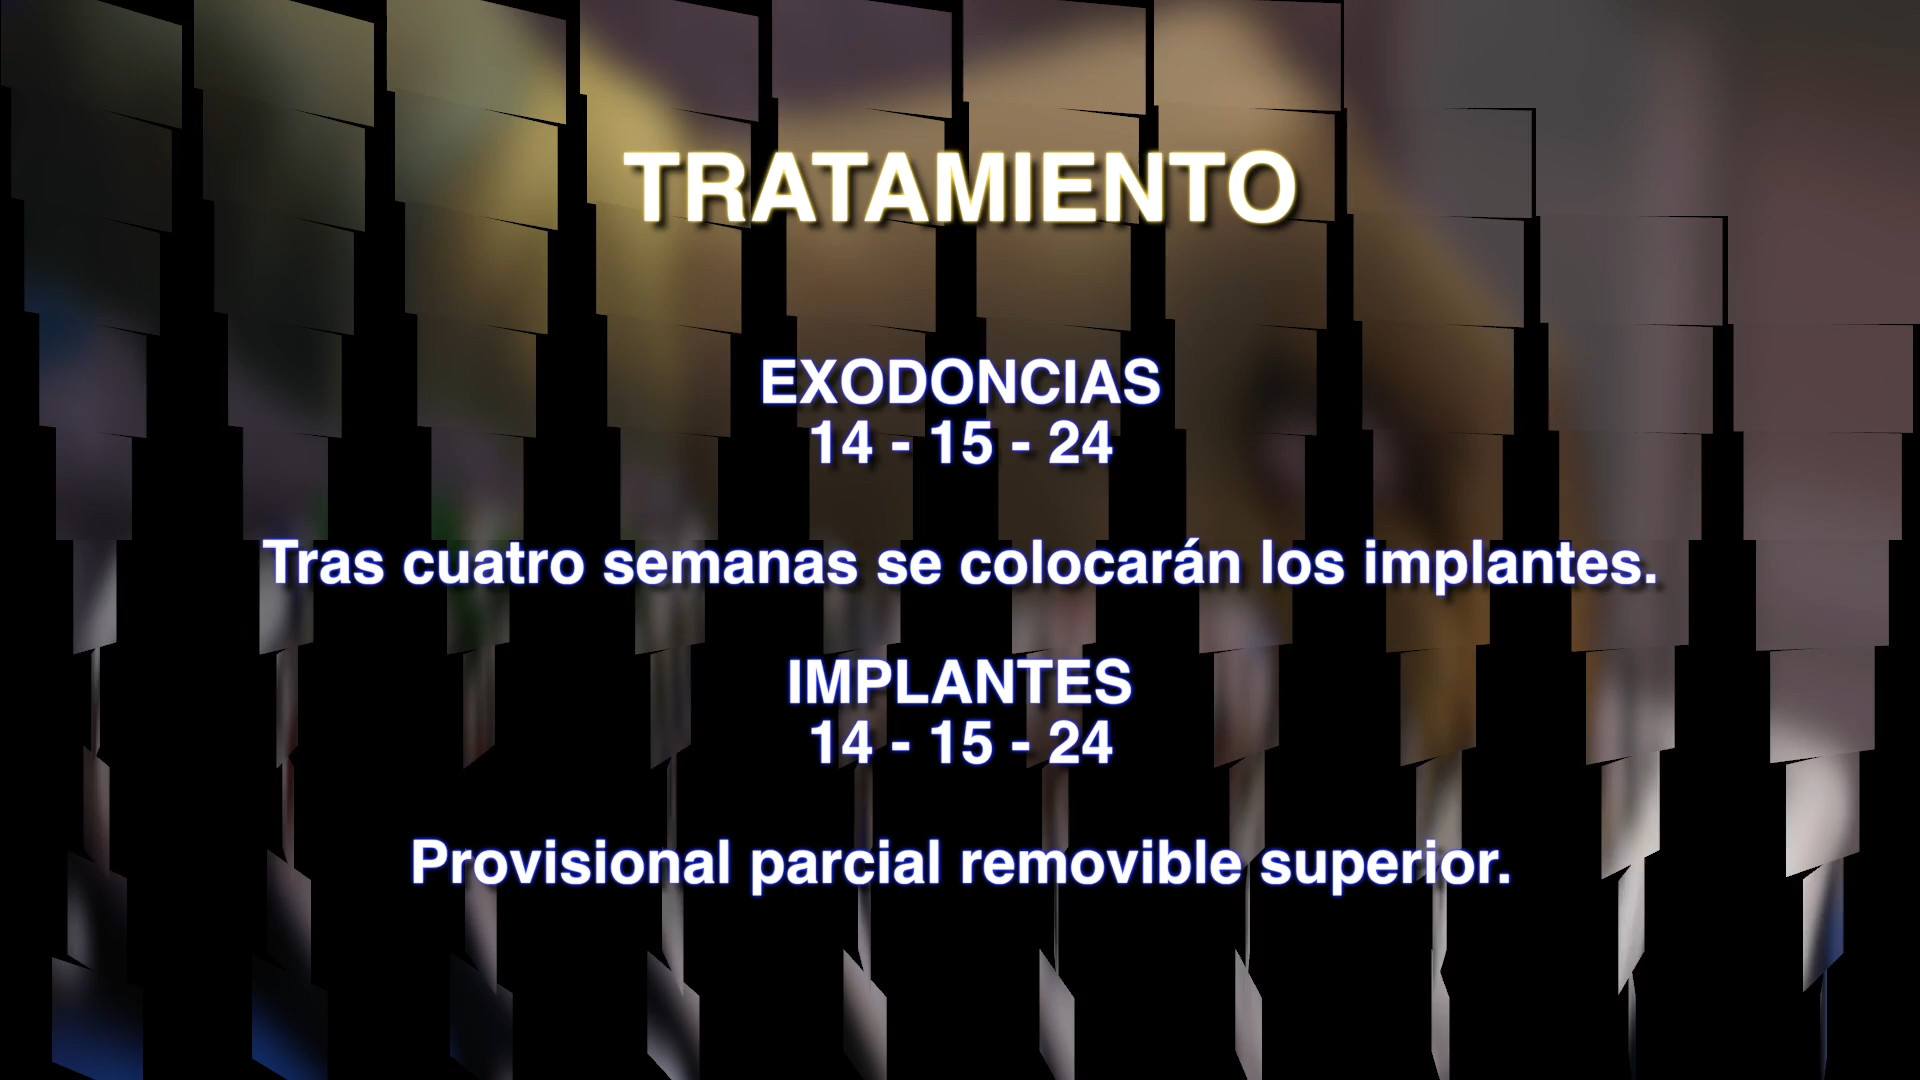 TRATAMIENTO
EXODONCIAS
14 - 15 - 24
Tras cuatro semanas se colocarán los implantes.
IMPLANTES
14 - 15 - 24
Provisional parcial removible superior.